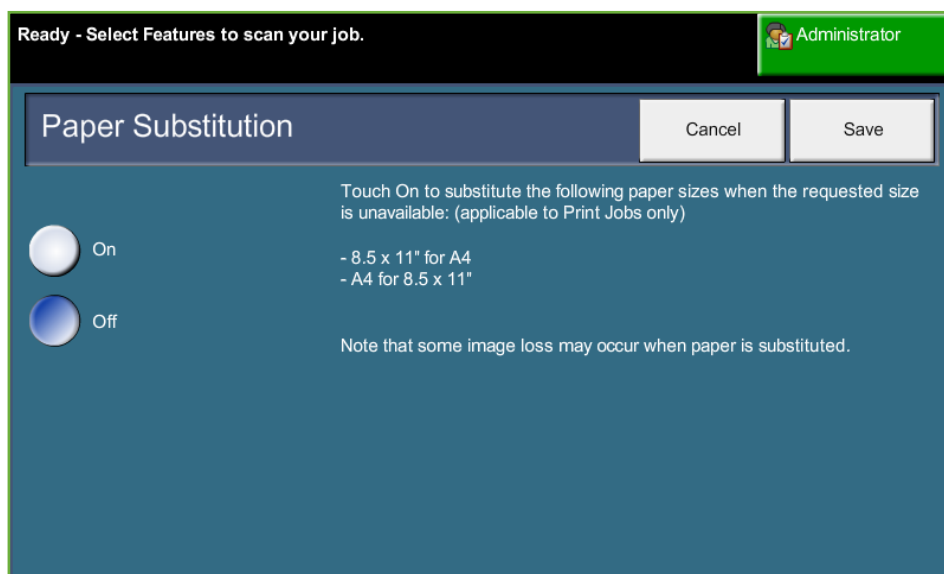 Ready - Select Features to scan your job.
Administrator
Paper Substitution
Cancel
Save
Touch On to substitute the following paper sizes when the requested size
is unavailable: (applicable to Print Jobs only)
On
- 8.5 x 11" for A4
- A4 for 8.5 x 11"
Off
Note that some image loss may occur when paper is substituted.